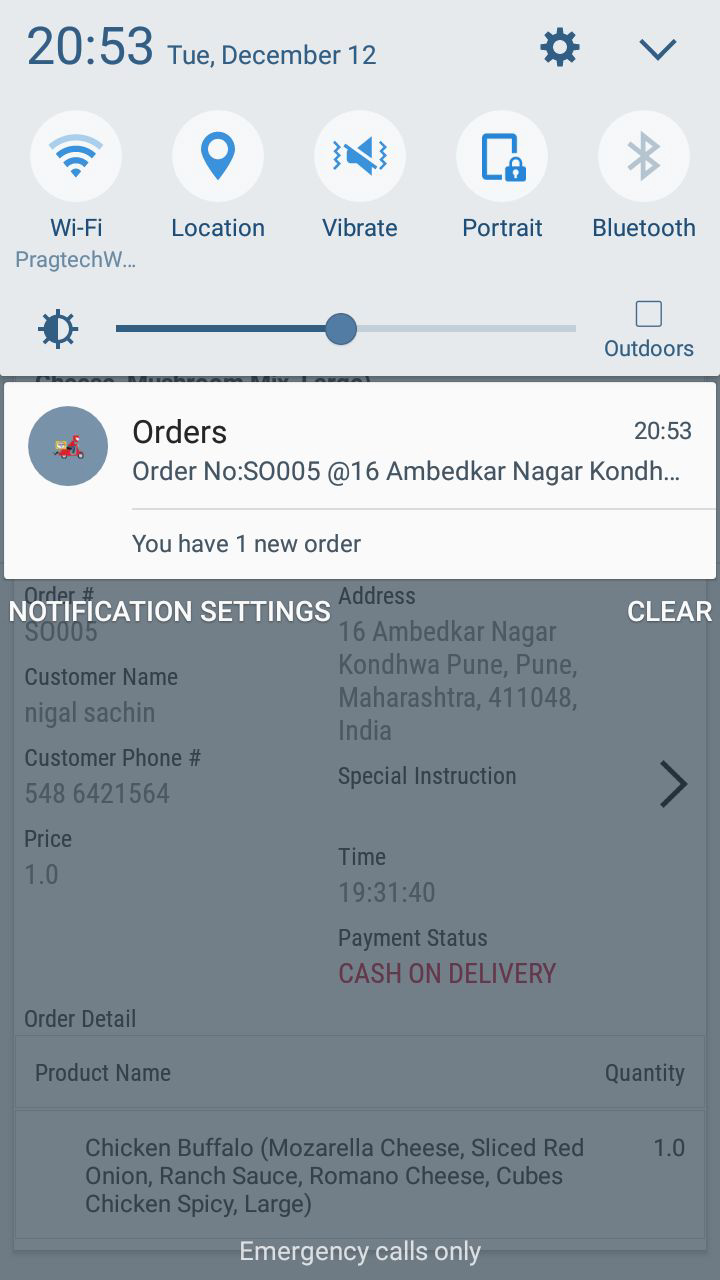 20:53 Tue, December 12
Wi-Fi Location Vibrate Portrait Bluetooth
PragtechW...
Outdoors
Cheese, Mushroom Mix, Large)
Orders 20:53
Order No:SO005 @16 Ambedkar Nagar Kondh...
You have 1 new order
NOTIFICATION SETTINGS CLEAR
Order #
SO005
Customer Name
nigal sachin
Customer Phone #
548 6421564
Price
1.0
Address
16 Ambedkar Nagar
Kondhwa Pune, Pune,
Maharashtra, 411048,
India
Special Instruction
Time
19:31:40
Payment Status
CASH ON DELIVERY
Order Detail
Product Name Quantity
Chicken Buffalo (Mozarella Cheese, Sliced Red 1.0
Onion, Ranch Sauce, Romano Cheese, Cubes
Chicken Spicy, Large)
Emergency calls only